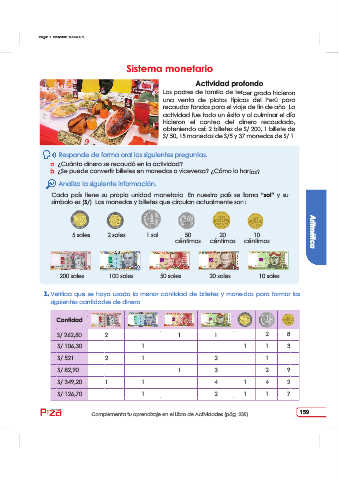 Sistema monetario
Actividad profondo
Los padres de familia de tercer grado hicieron
una venta de platos típicos del Perú para
recaudar fondos para el viaje de fin de año. La
actividad fue todo un éxito y al culminar el día
hicieron el conteo del dinero recaudado,
obteniendo así: 2 billetes de S/ 200, 1 billete de
S/ 50, 15 monedas de S/5 y 37 monedas de S/ 1
Responde de forma oral las siguientes preguntas.
a ¿Cuánto dinero se recaudó en la actividad?
b ¿Se puede convertir billetes en monedas o viceversa? ¿Cómo lo harías?
Analiza la siguiente información.
Cada país tiene su propia unidad monetaria. En nuestro país se llama "sol" y su
símbolo es (S/). Las monedas y billetes que circulan actualmente son:
5 soles 2 soles 1 sol 50 20 10
céntimos céntimos céntimos
200 soles 100 soles 50 soles 20 soles 10 soles
Aritmética
1. Verifica que se haya usado la menor cantidad de billetes y monedas para formar las
siguientes cantidades de dinero
Cantidad
S/ 262,80 2 1 1 2 8
S/ 106,30 1 1 1 3
S/ 521 2 1 2 1
S/ 82,90 1 3 2 9
S/ 349,20 1 1 4 1 4 2
S/ 126,70 1 2 1 1 7
Complementa tu aprendizaje en el Libro de Actividades (pág. 238)
159